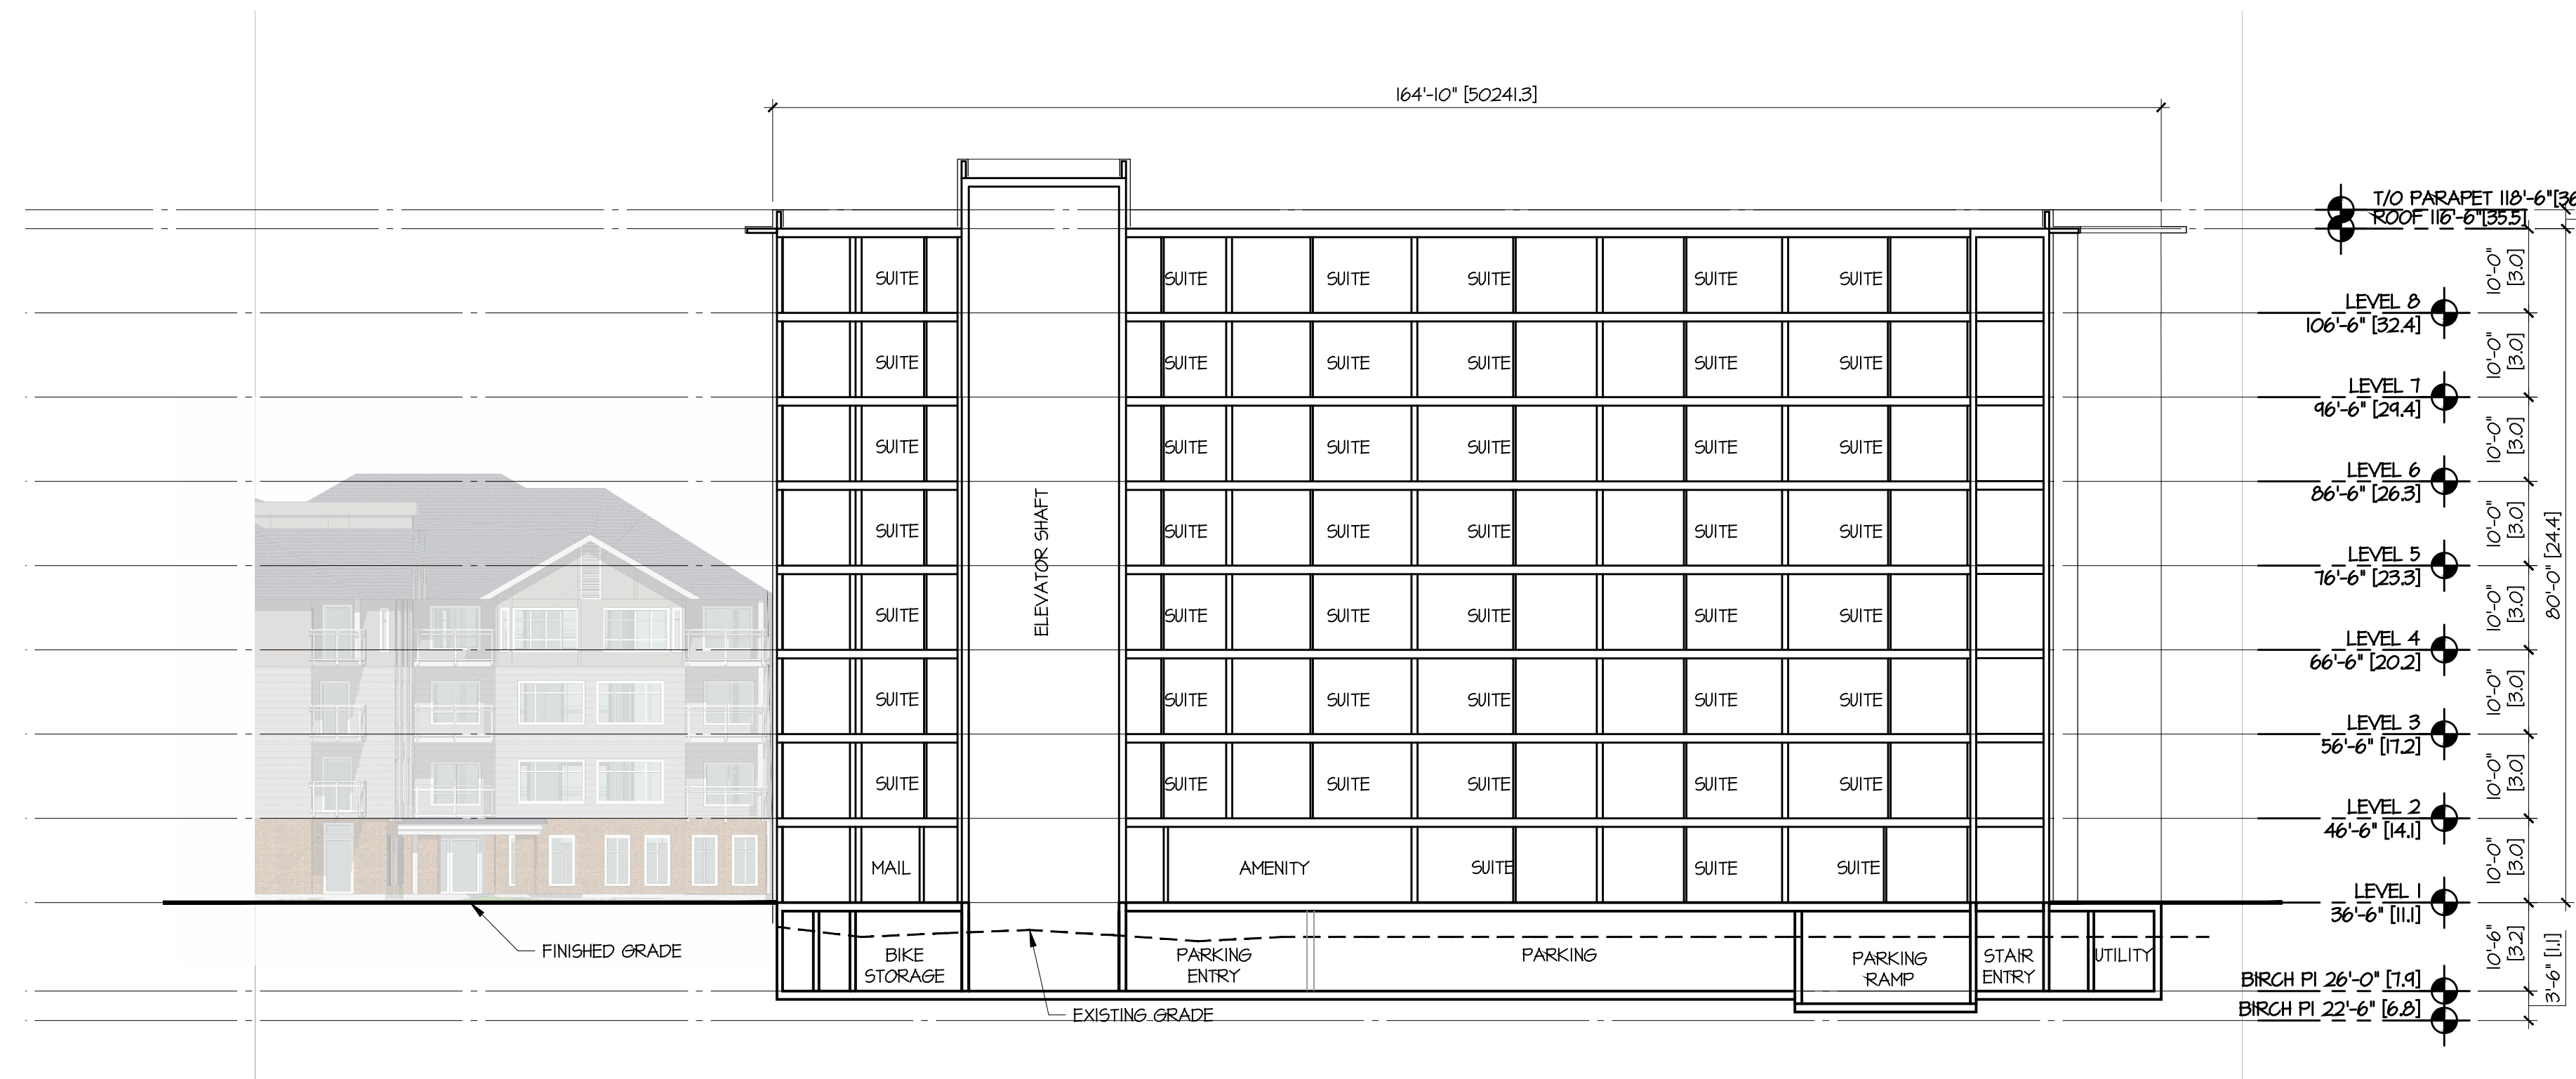 164'-10" [50241.3]
T/O PARAPET 118'-6"[36
ROOF 116'-6"[35.5]
10'-0"
[3.0]
SUITE SUITE SUITE SUITE SUITE SUITE
LEVEL 8
106'-6" [32.4]
10'-0"
[3.0]
SUITE SUITE SUITE SUITE SUITE SUITE
LEVEL 7
96'-6" [29.4]
10'-0"
[3.0]
SUITE SUITE SUITE SUITE SUITE SUITE
LEVEL 6
86'-6" [26.3]
10'-0"
[3.0]
ELEVATOR SHAFT
SUITE SUITE SUITE SUITE SUITE SUITE
LEVEL 5
76'-6" [23.3]
80'-0" [24.4]
10'-0"
[3.0]
SUITE SUITE SUITE SUITE SUITE SUITE
LEVEL 4
66'-6" [20.2]
10'-0"
[3.0]
SUITE SUITE SUITE SUITE SUITE SUITE
LEVEL 3
56'-6" [17.2]
10'-0"
[3.0]
SUITE SUITE SUITE SUITE SUITE SUITE
LEVEL 2
46'-6" [14.1]
10'-0"
[3.0]
MAIL AMENITY SUITE SUITE SUITE
LEVEL 1
36'-6" [11.1]
10'-6"
[3.2]
FINISHED GRADE
BIKE
STORAGE
PARKING
ENTRY
PARKING
PARKING
RAMP
STAIR
ENTRY
UTILITY
BIRCH P1 26'-0" [7.9]
3'-6" [1.1]
BIRCH P1 22'-6" [6.8]
EXISTING GRADE